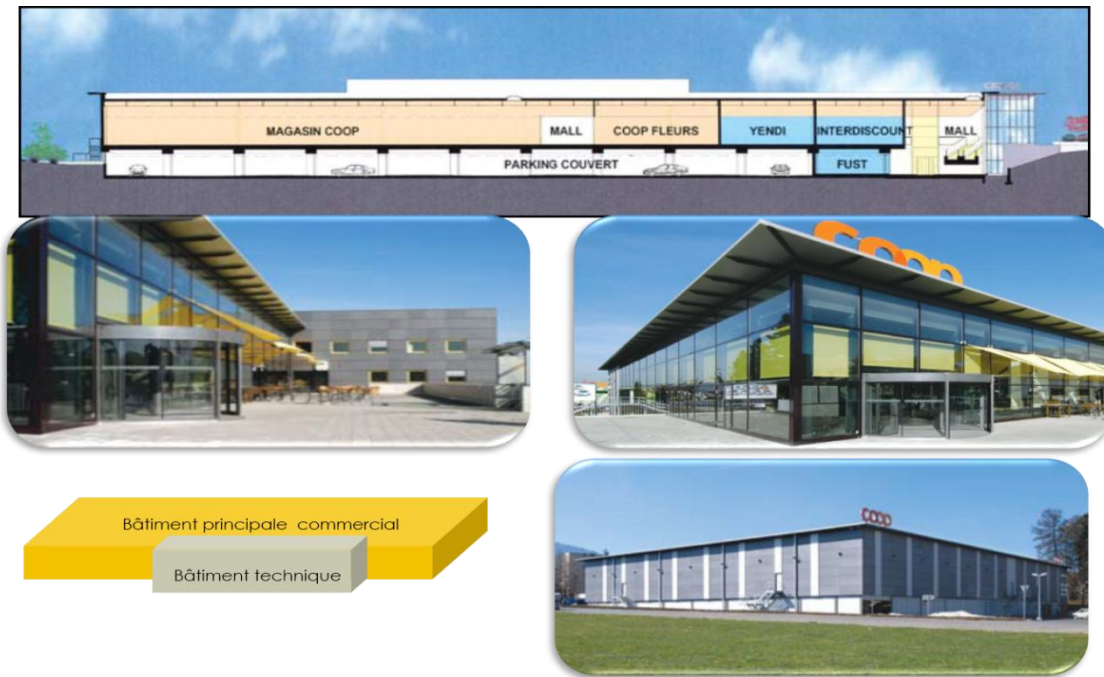 MAGASIN COOP
MALL
COOP FLEURS
YENDI
INTERDISCOUNT
MALL
PARKING COUVERT
FUST
coop
Bâtiment principale commercial
Bâtiment technique
coop